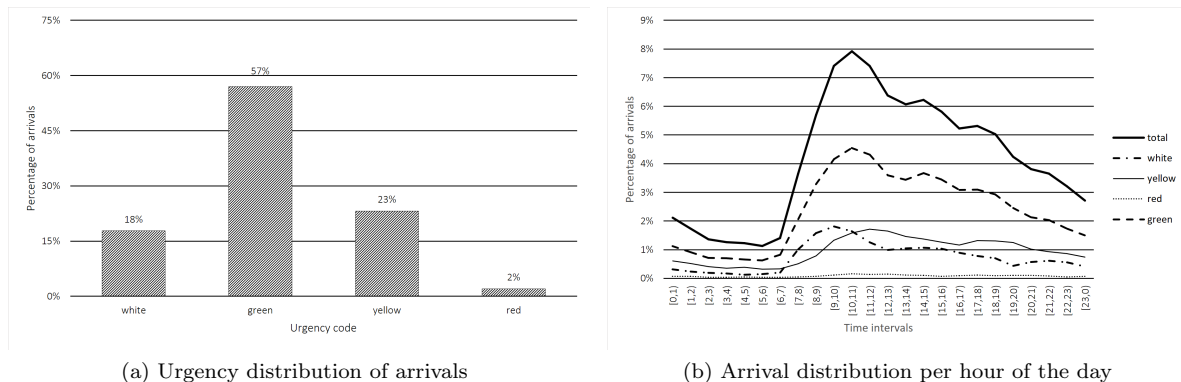 75%
60%
45%
30%
15%
0%
Percentage of arrivals
18%
57%
23%
2%
white
green
yellow
red
Urgency code
(a) Urgency distribution of arrivals
9%
8%
7%
6%
5%
4%
3%
2%
1%
0%
Percentage of arrivals
total
white
yellow
red
green
[0,1)
[1,2)
[2,3)
[3,4)
[4,5)
[5,6)
[6,7)
[7,8)
[8,9)
[9,10)
[10,11)
[11,12)
[12,13)
[13,14)
[14,15)
[15,16)
[16,17)
[17,18)
[18,19)
[19,20)
[20,21)
[21,22)
[22,23)
[23,0)
Time intervals
(b) Arrival distribution per hour of the day